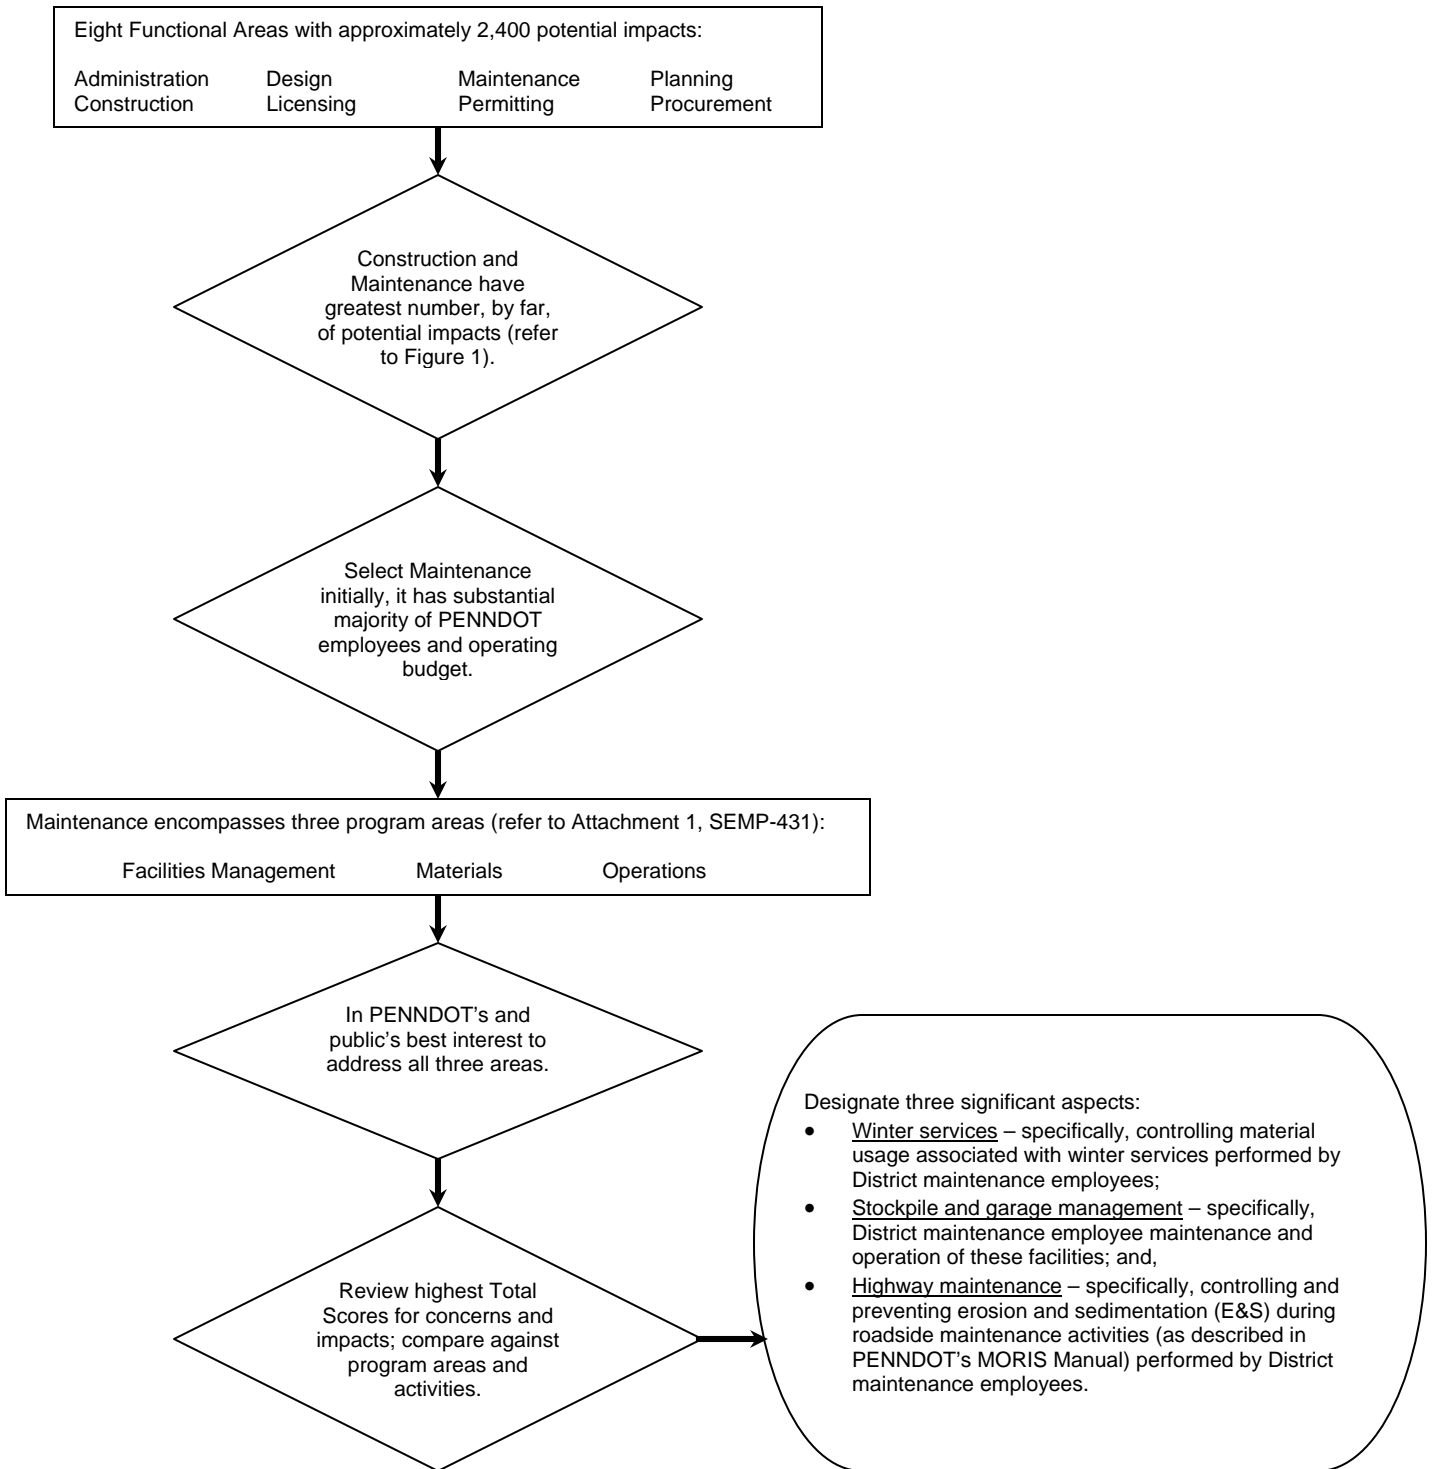 Eight Functional Areas with approximately 2,400 potential impacts:
Administration Design Maintenance Planning
Construction Licensing Permitting Procurement
Construction and
Maintenance have
greatest number, by far,
of potential impacts (refer
to Figure 1).
Select Maintenance
initially, it has substantial
majority of PENNDOT
employees and operating
budget.
Maintenance encompasses three program areas (refer to Attachment 1, SEMP-431):
Facilities Management Materials Operations
In PENNDOT’s and
public’s best interest to
address all three areas.
Review highest Total
Scores for concerns and
impacts; compare against
program areas and
activities.
Designate three significant aspects:
• Winter services – specifically, controlling material
usage associated with winter services performed by
District maintenance employees;
• Stockpile and garage management – specifically,
District maintenance employee maintenance and
operation of these facilities; and,
• Highway maintenance – specifically, controlling and
preventing erosion and sedimentation (E&S) during
roadside maintenance activities (as described in
PENNDOT’s MORIS Manual) performed by District
maintenance employees.